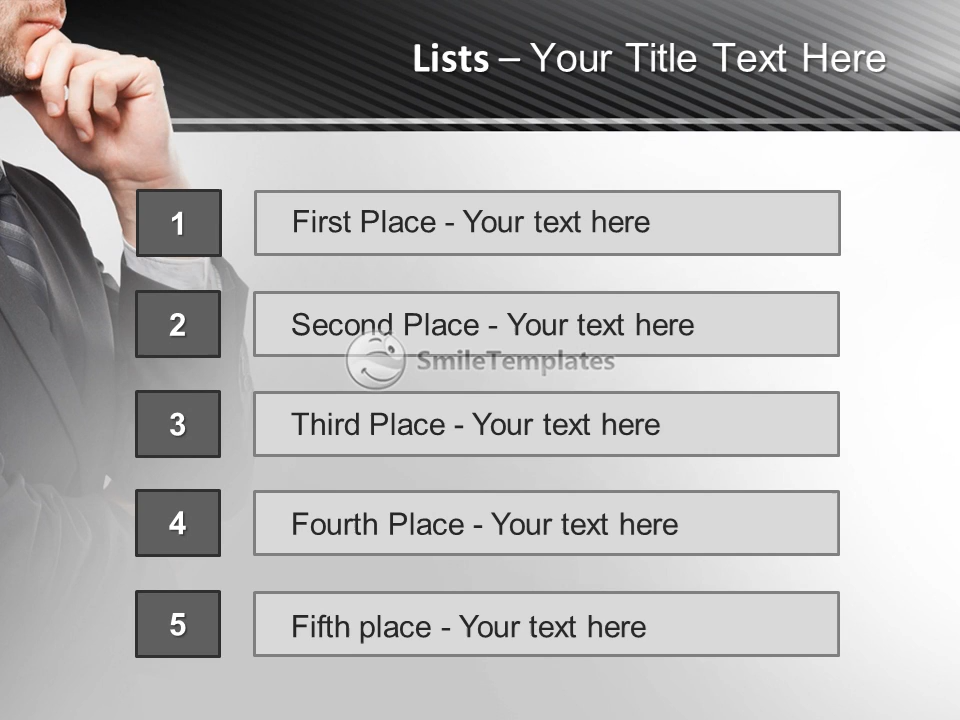 Lists – Your Title Text Here
1 First Place - Your text here
2 Second Place - Your text here
SmileTemplates
3 Third Place - Your text here
4 Fourth Place - Your text here
5 Fifth place - Your text here